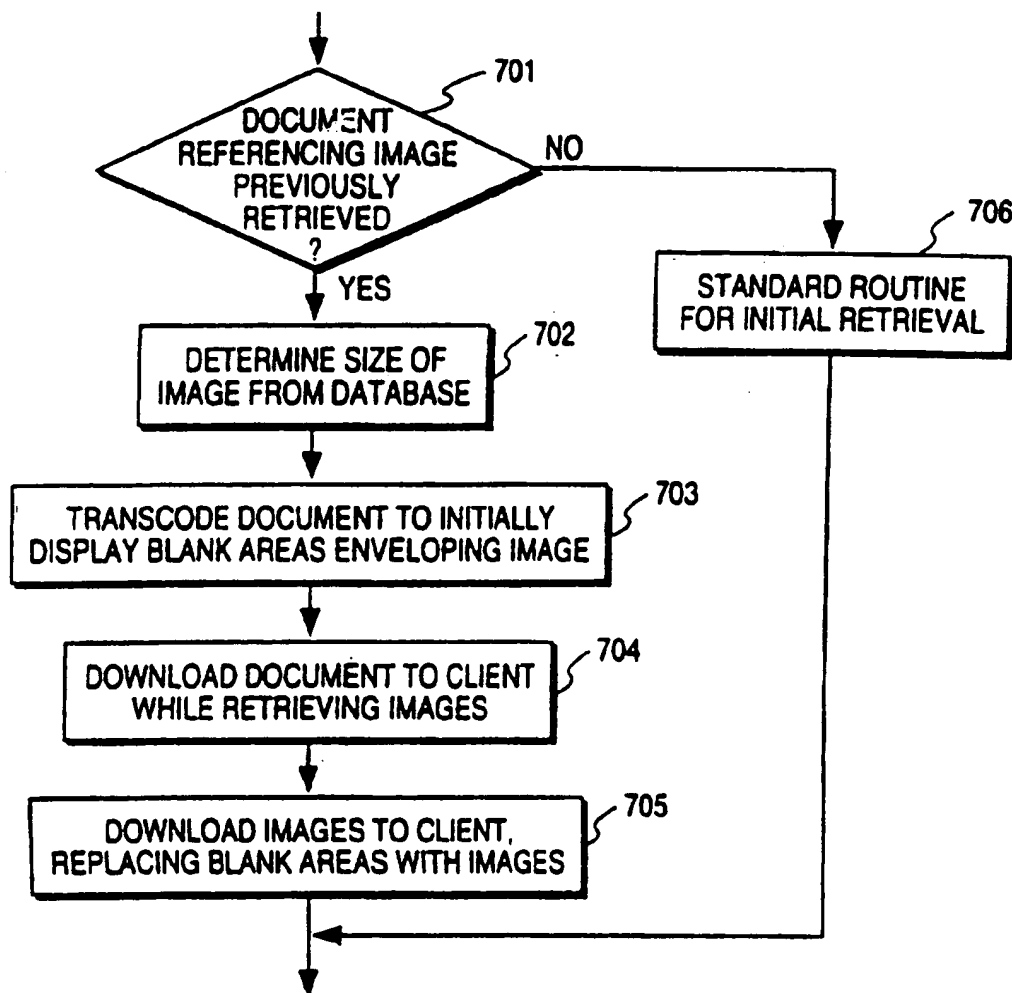 701
DOCUMENT
REFERENCING IMAGE
PREVIOUSLY
RETRIEVED
?
NO
YES
706
STANDARD ROUTINE
FOR INITIAL RETRIEVAL
702
DETERMINE SIZE OF
IMAGE FROM DATABASE
703
TRANSCODE DOCUMENT TO INITIALLY
DISPLAY BLANK AREAS ENVELOPING IMAGE
704
DOWNLOAD DOCUMENT TO CLIENT
WHILE RETRIEVING IMAGES
705
DOWNLOAD IMAGES TO CLIENT,
REPLACING BLANK AREAS WITH IMAGES